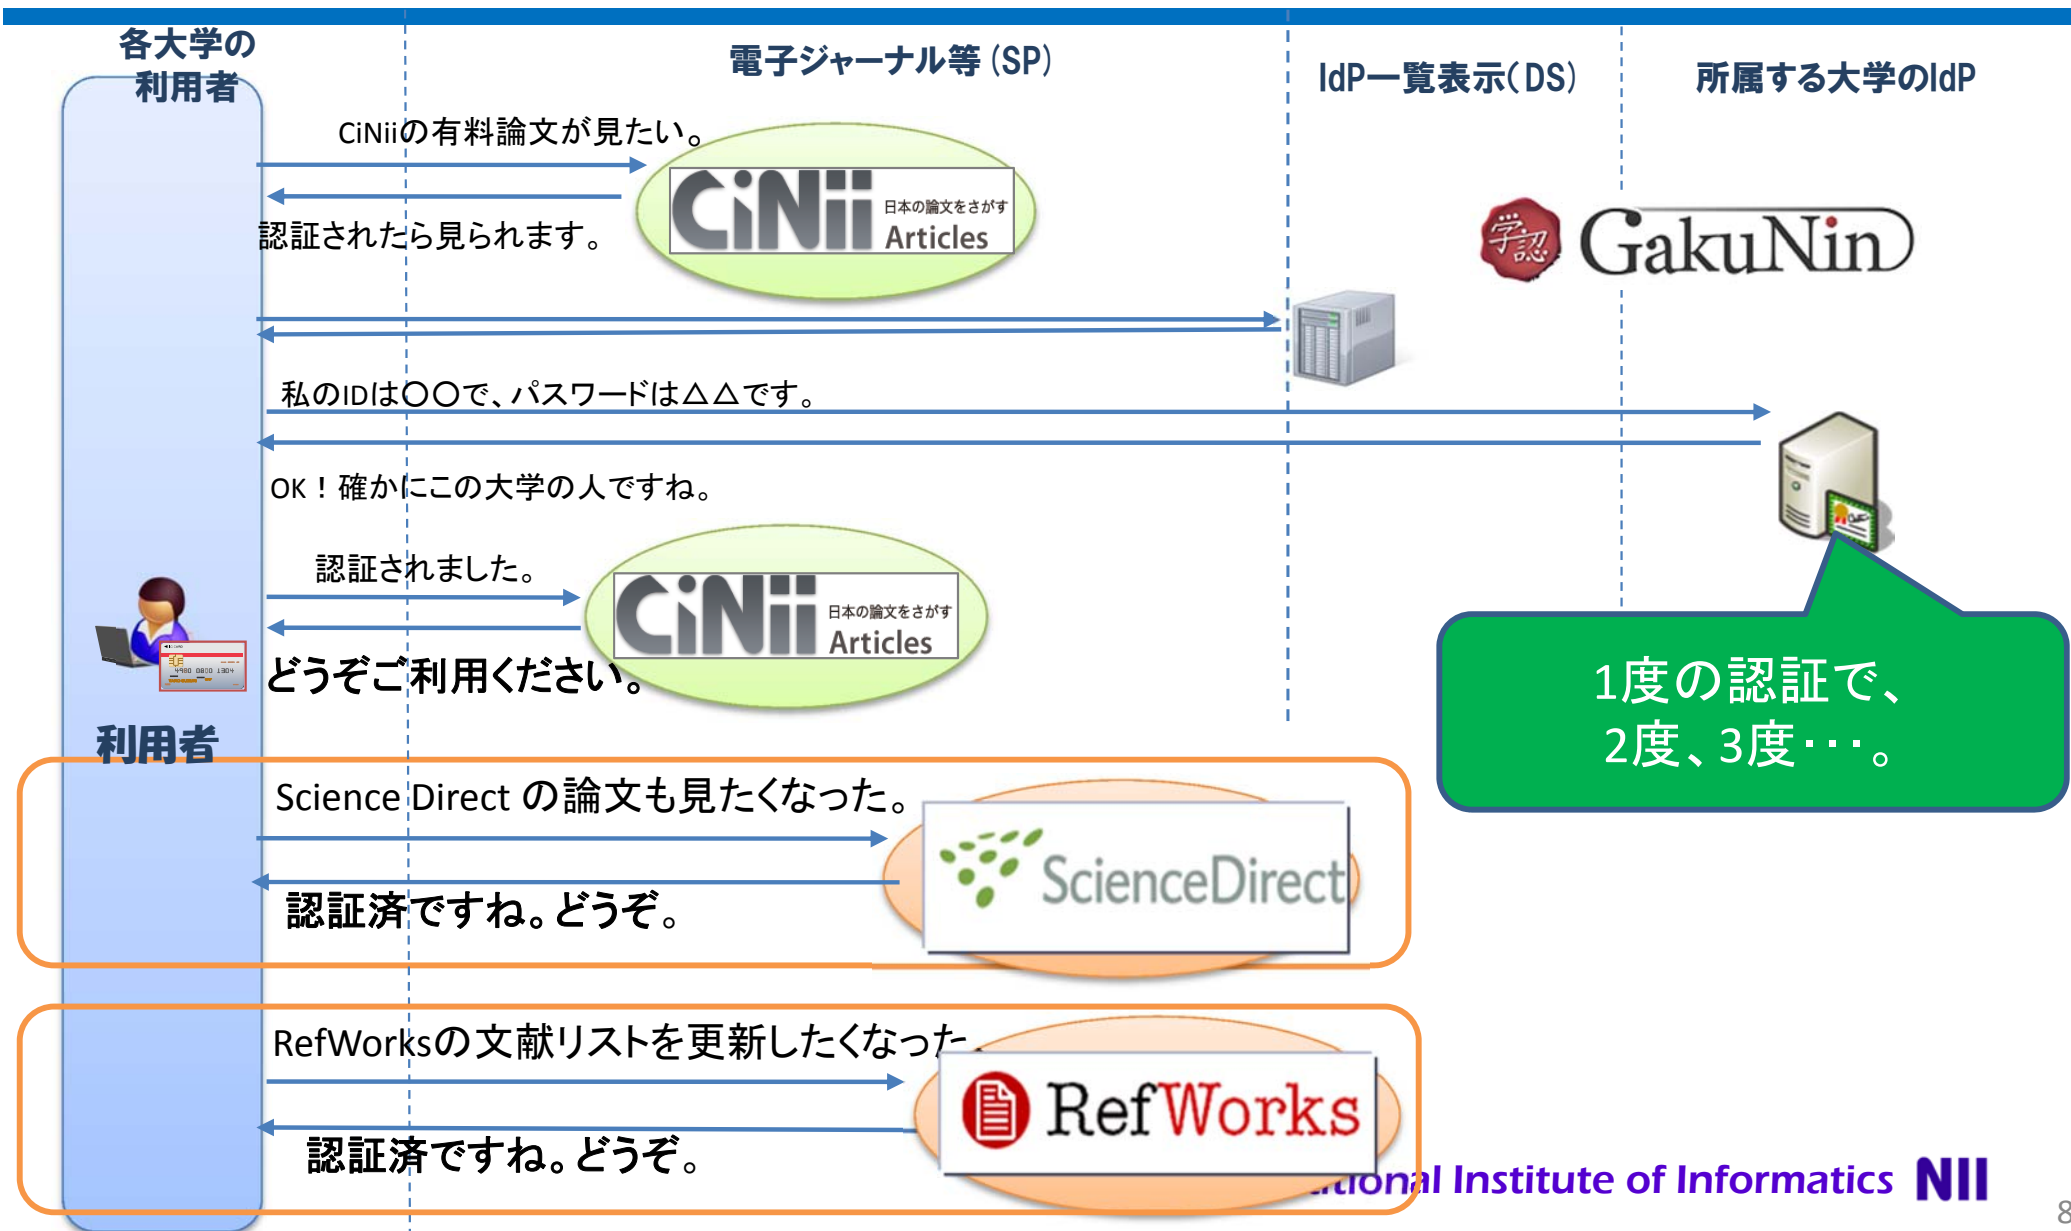 各大学の
利用者
電子ジャーナル等(SP)
IdP一覧表示(DS)
所属する大学のIdP
CiNiiの有料論文が見たい。
CiNii 日本の論文をさがす
Articles
認証されたら見られます。
学認 GakuNin
私のIDは〇〇で、パスワードは△△です。
OK！確かにこの大学の人ですね。
認証されました。
CiNii 日本の論文をさがす
Articles
どうぞご利用ください。
4980 0800 1304
1度の認証で、
2度、3度・・・。
利用者
Science Direct の論文も見たくなった。
ScienceDirect
認証済ですね。どうぞ。
RefWorksの文献リストを更新したくなった。
RefWorks
認証済ですね。どうぞ。
Institute of Informatics NII
8